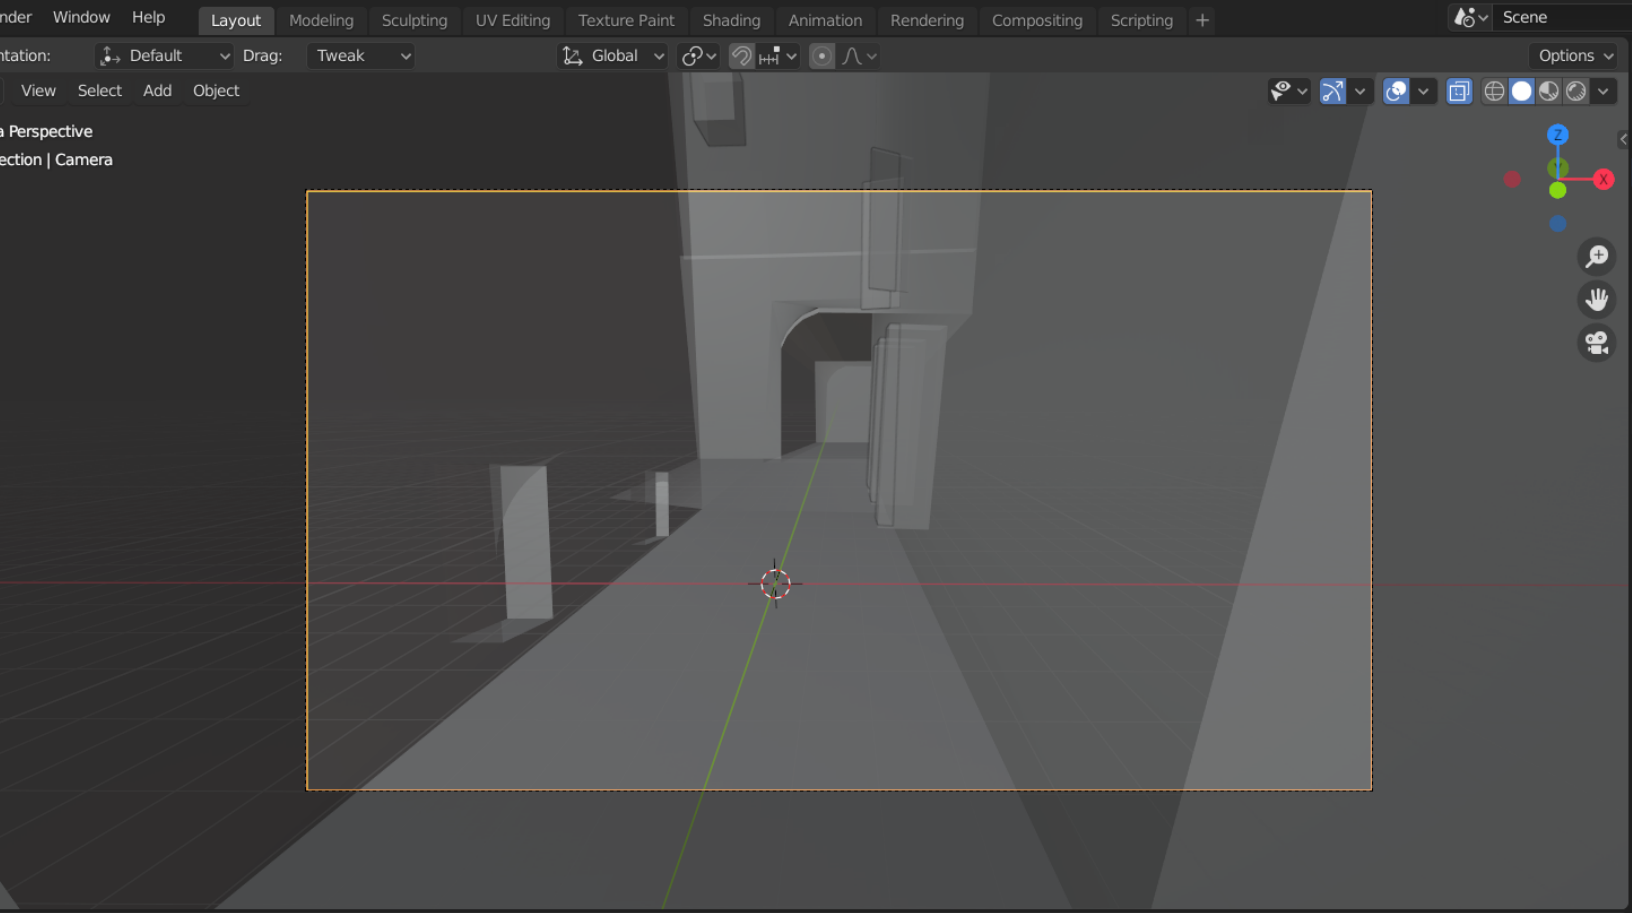 nder Window Help Layout Modeling Sculpting UV Editing Texture Paint Shading Animation Rendering Compositing Scripting + Scene
ntation: Default Drag: Tweak Global Options
View Select Add Object
a Perspective
ection | Camera
Z
X